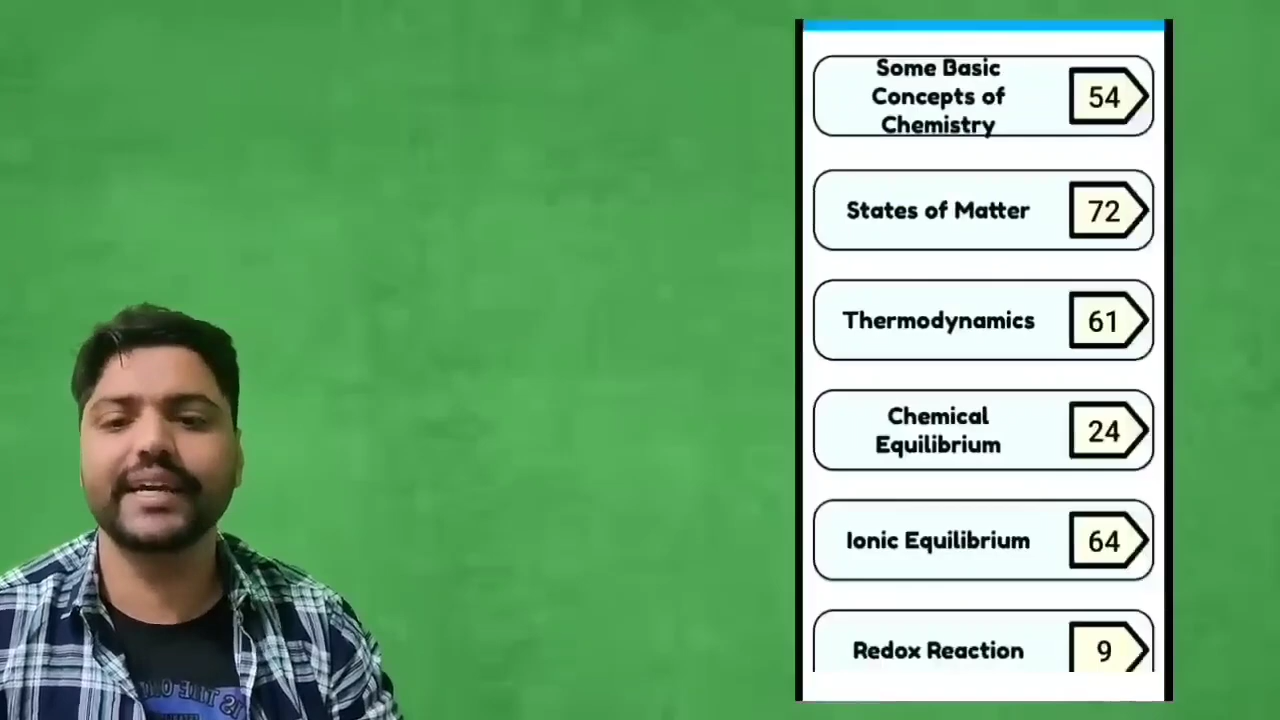 Some Basic
Concepts of
Chemistry
54
States of Matter
72
Thermodynamics
61
Chemical
Equilibrium
24
Ionic Equilibrium
64
Redox Reaction
9